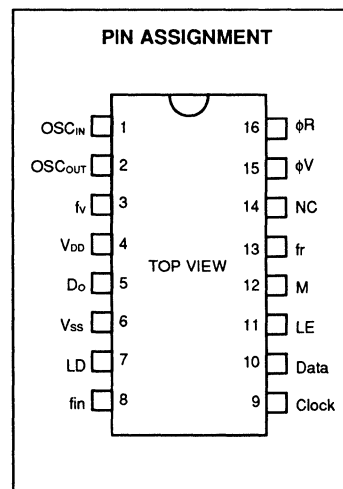 PIN ASSIGNMENT
OSCIN 1 16 ϕR
OSCOUT 2 15 ϕV
fv 3 14 NC
VDD 4 13 fr
TOP VIEW
Do 5 12 M
VSS 6 11 LE
LD 7 10 Data
fin 8 9 Clock